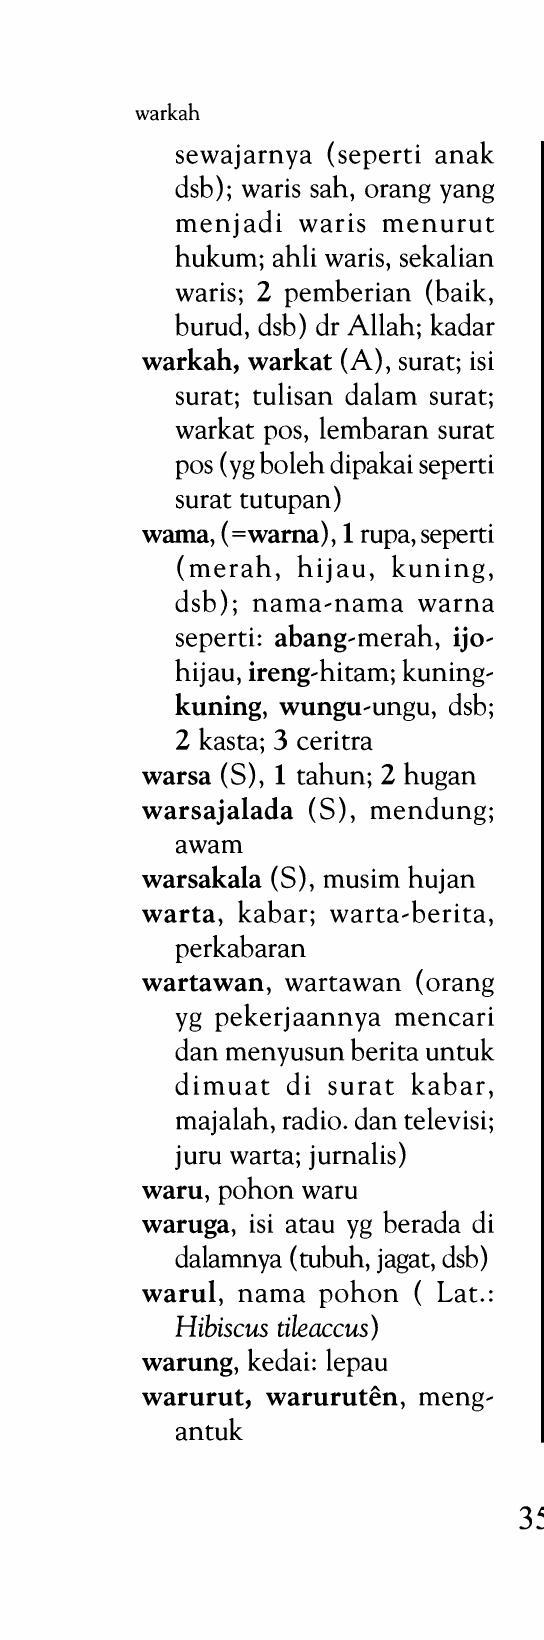 warkah
sewajarnya (seperti anak
dsb); waris sah, orang yang
menjadi waris menurut
hukum; ahli waris, sekalian
waris; 2 pemberian (baik,
burud, dsb) dr Allah; kadar
warkah, warkat (A), surat; isi
surat; tulisan dalam surat;
warkat pos, lembaran surat
pos (yg boleh dipakai seperti
surat tutupan)
wama, (=warna), 1 rupa, seperti
(merah, hijau, kuning,
dsb); nama-nama warna
seperti: abang-merah, ijo-
hijau, ireng-hitam; kuning-
kuning, wungu-ungu, dsb;
2 kasta; 3 ceritra
warsa (S), 1 tahun; 2 hugan
warsajalada (S), mendung;
awam
warsakala (S), musim hujan
warta, kabar; warta-berita,
perkabaran
wartawan, wartawan (orang
yg pekerjaannya mencari
dan menyusun berita untuk
dimuat di surat kabar,
majalah, radio. dan televisi;
juru warta; jurnalis)
waru, pohon waru
waruga, isi atau yg berada di
dalamnya (tubuh, jagat, dsb)
warul, nama pohon ( Lat.:
Hibiscus tileaccus)
warung, kedai: lepau
warurut, warurutên, meng-
antuk
35